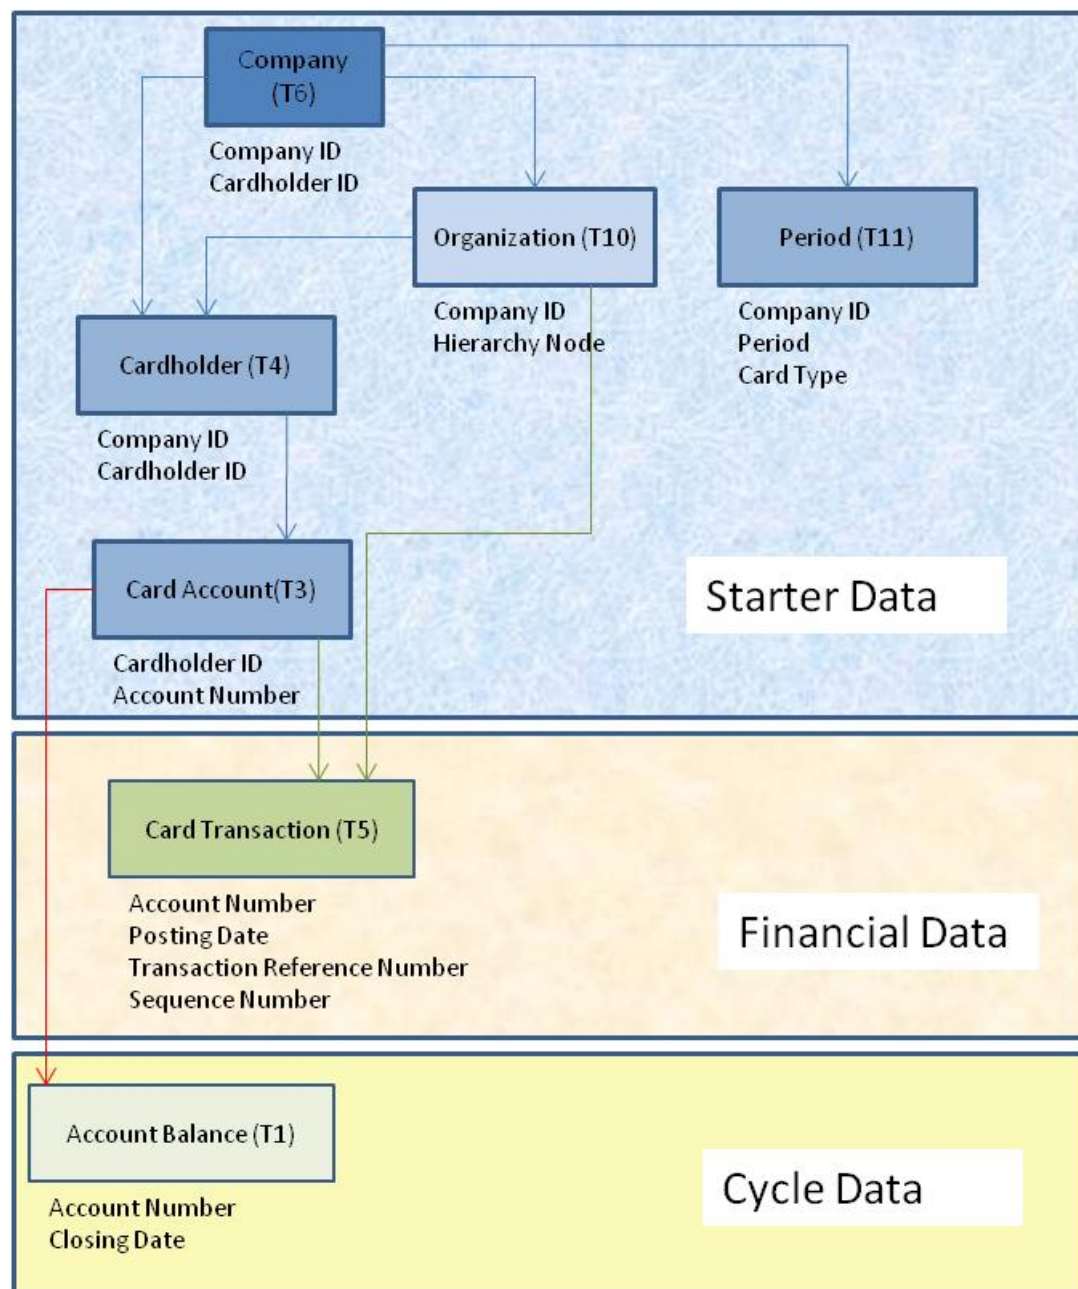 Company
(T6)
Company ID
Cardholder ID
Organization (T10)
Period (T11)
Company ID
Hierarchy Node
Company ID
Period
Card Type
Cardholder (T4)
Company ID
Cardholder ID
Card Account(T3)
Starter Data
Cardholder ID
Account Number
Card Transaction (T5)
Account Number
Posting Date
Transaction Reference Number
Sequence Number
Financial Data
Account Balance (T1)
Cycle Data
Account Number
Closing Date